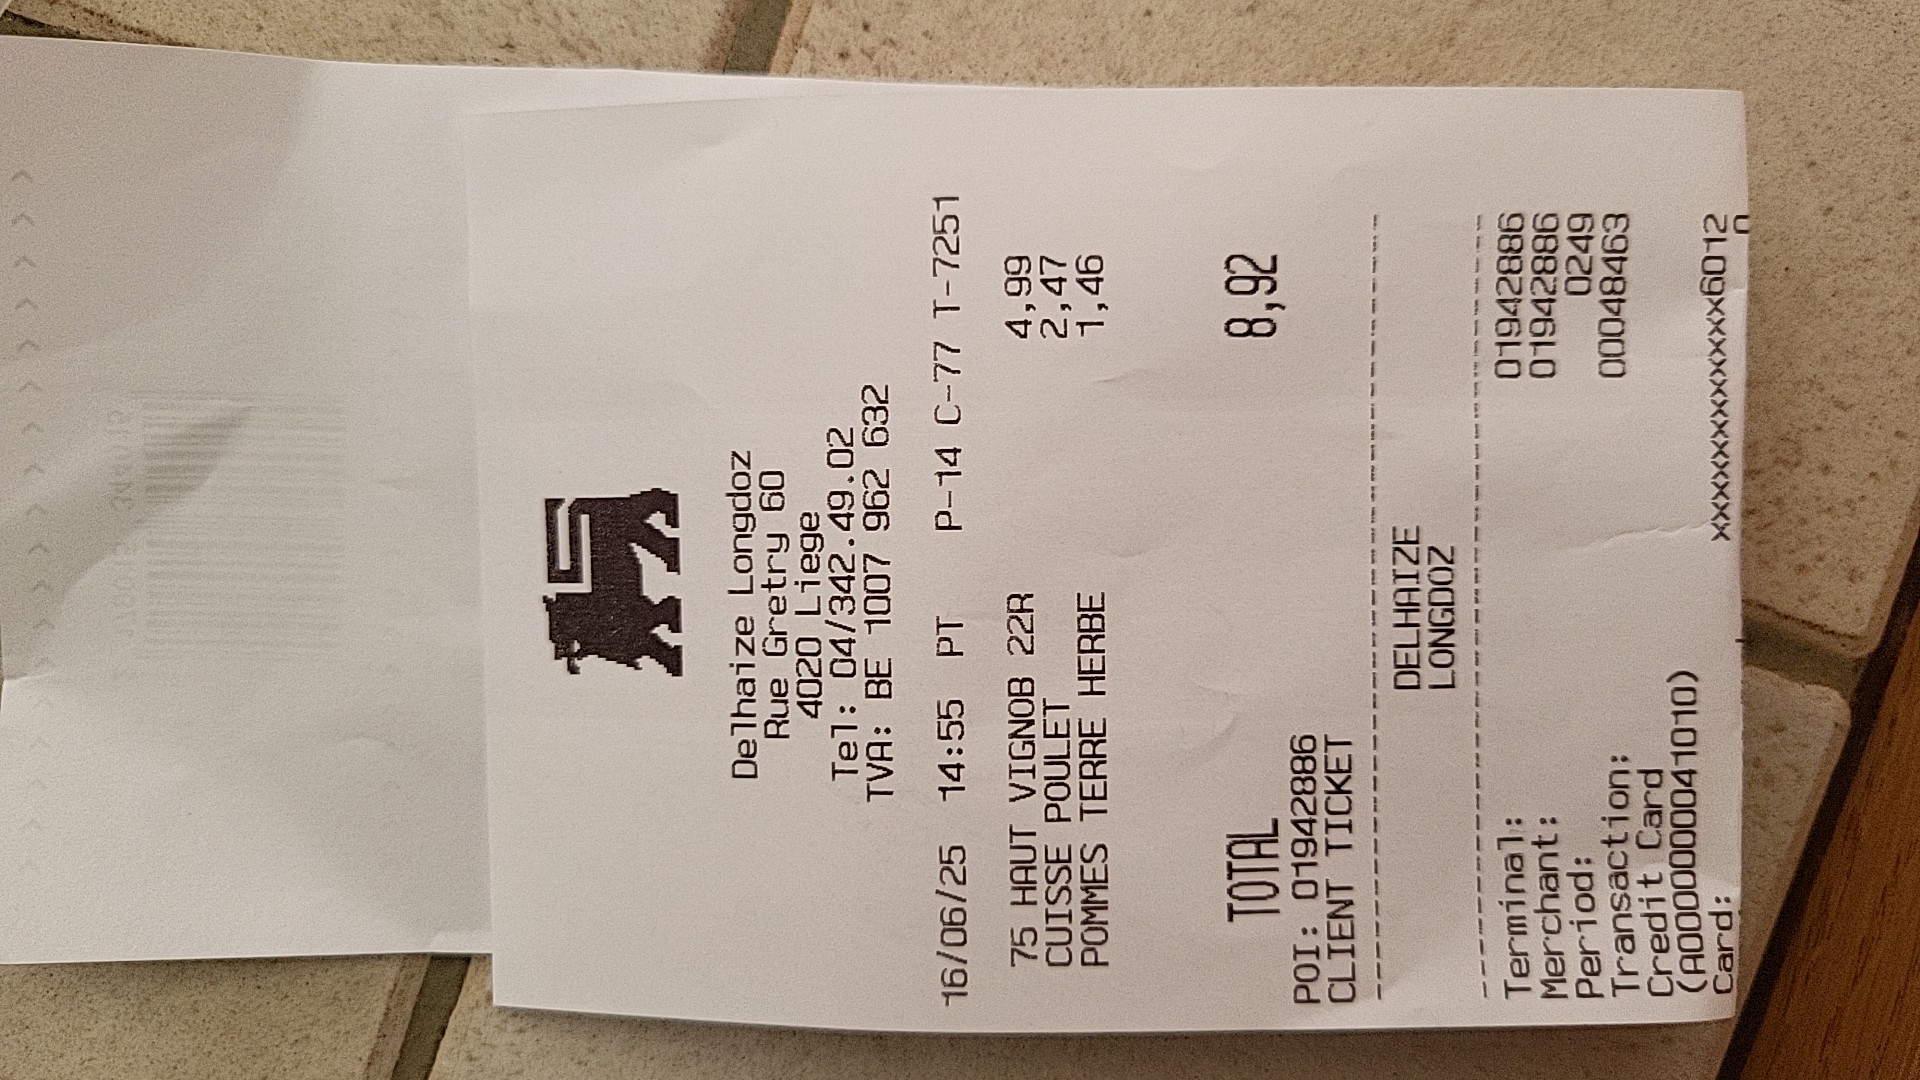 Delhaize Longdoz
Rue Gretry 60
4020 Liege
Tel: 04/342.49.02
TVA: BE 1007 962 632
16/06/25 14:55 PT P-14 C-77 T-7251
75 HAUT VIGNOB 22R 4,99
CUISSE POULET 2,47
POMMES TERRE HERBE 1,46
TOTAL 8,92
POI: 01942886
CLIENT TICKET
DELHAIZE
LONGDOZ
Terminal: 01942886
Merchant: 01942886
Period: 0249
Transaction: 00048463
Credit Card
(A0000000041010)
Card: xxxxxxxxxxxxxxx6012